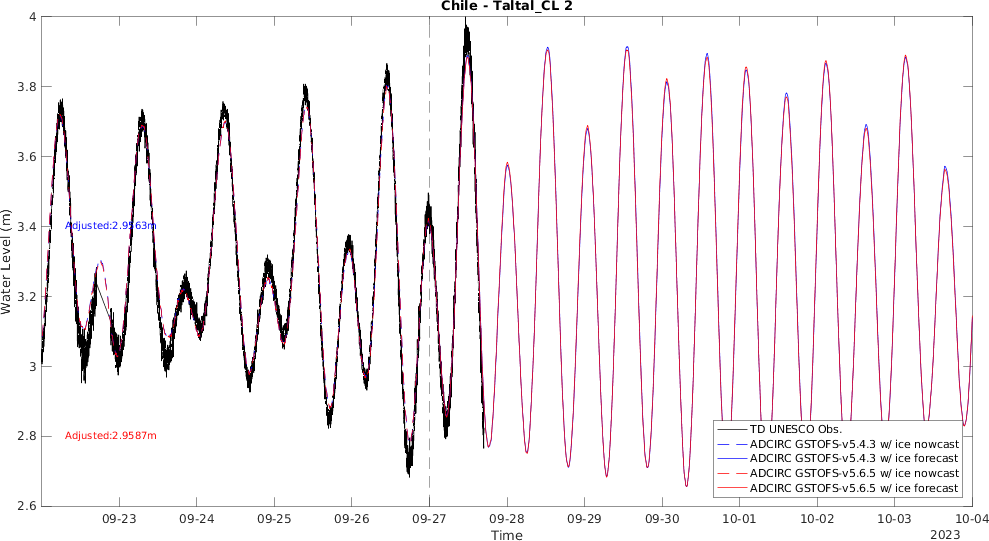 Chile - Taltal_CL 2
4
3.8
3.6
3.4
3.2
3
2.8
2.6
Water Level (m)
Adjusted:2.9563m
Adjusted:2.9587m
TD UNESCO Obs.
ADCIRC GSTOFS-v5.4.3 w/ ice nowcast
ADCIRC GSTOFS-v5.4.3 w/ ice forecast
ADCIRC GSTOFS-v5.6.5 w/ ice nowcast
ADCIRC GSTOFS-v5.6.5 w/ ice forecast
09-23 09-24 09-25 09-26 09-27 09-28 09-29 09-30 10-01 10-02 10-03 10-04
Time
2023